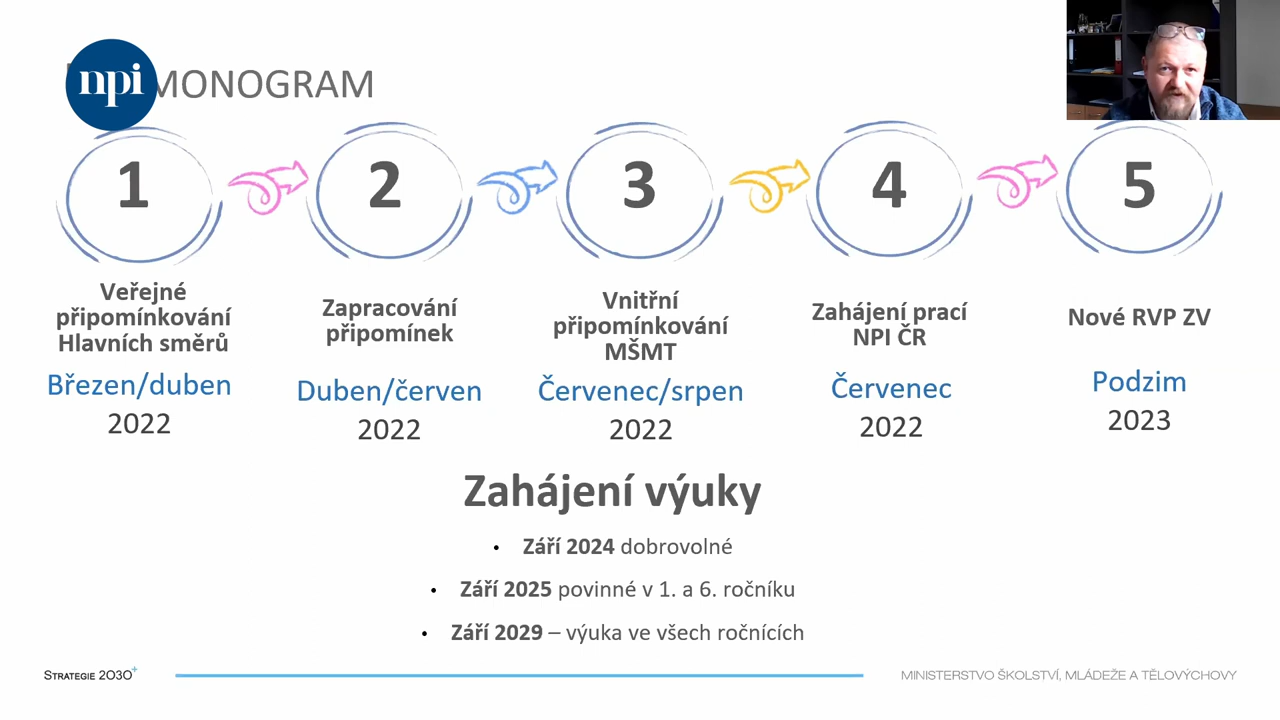 npi
MONOGRAM
1
2
3
4
5
Veřejné
připomínkování
Hlavních směrů
Březen/duben
2022
Zapracování
připomínek
Duben/červen
2022
Vnitřní
připomínkování
MŠMT
Červenec/srpen
2022
Zahájení prací
NPI ČR
Červenec
2022
Nové RVP ZV
Podzim
2023
Zahájení výuky
• Září 2024 dobrovolné
• Září 2025 povinné v 1. a 6. ročníku
• Září 2029 – výuka ve všech ročnících
STRATEGIE 2030+
MINISTERSTVO ŠKOLSTVÍ, MLÁDEŽE A TĚLOVÝCHOVY